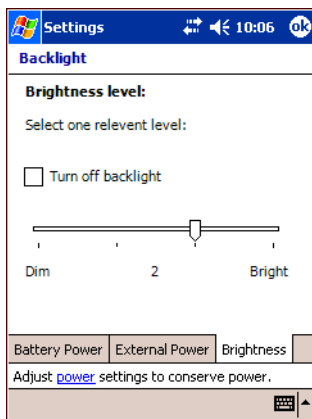 Settings 10:06 ok
Backlight
Brightness level:
Select one relevent level:
Turn off backlight
Dim 2 Bright
Battery Power External Power Brightness
Adjust power settings to conserve power.